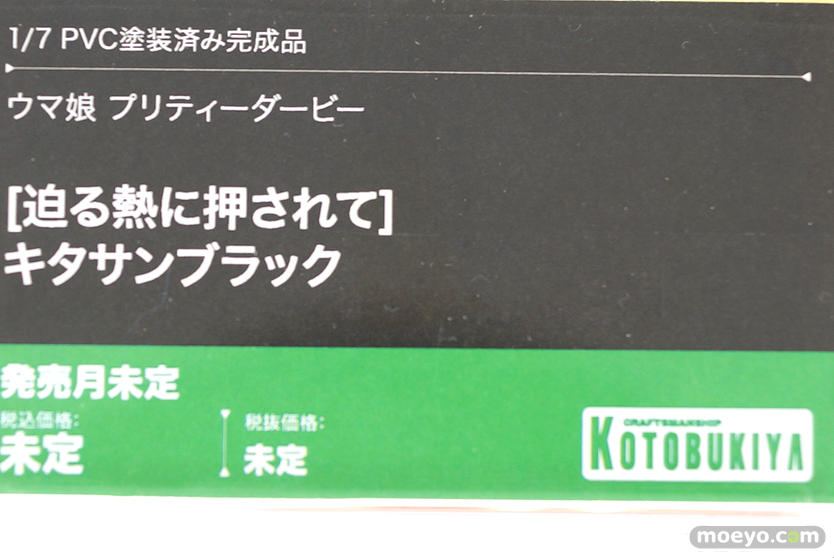 1/7 PVC塗装済み完成品
ウマ娘 プリティーダービー
[迫る熱に押されて]
キタサンブラック
発売月未定
税込価格:
未定
税抜価格:
未定
CRAFTSMANSHIP
KOTOBUKIYA
moeyo.com